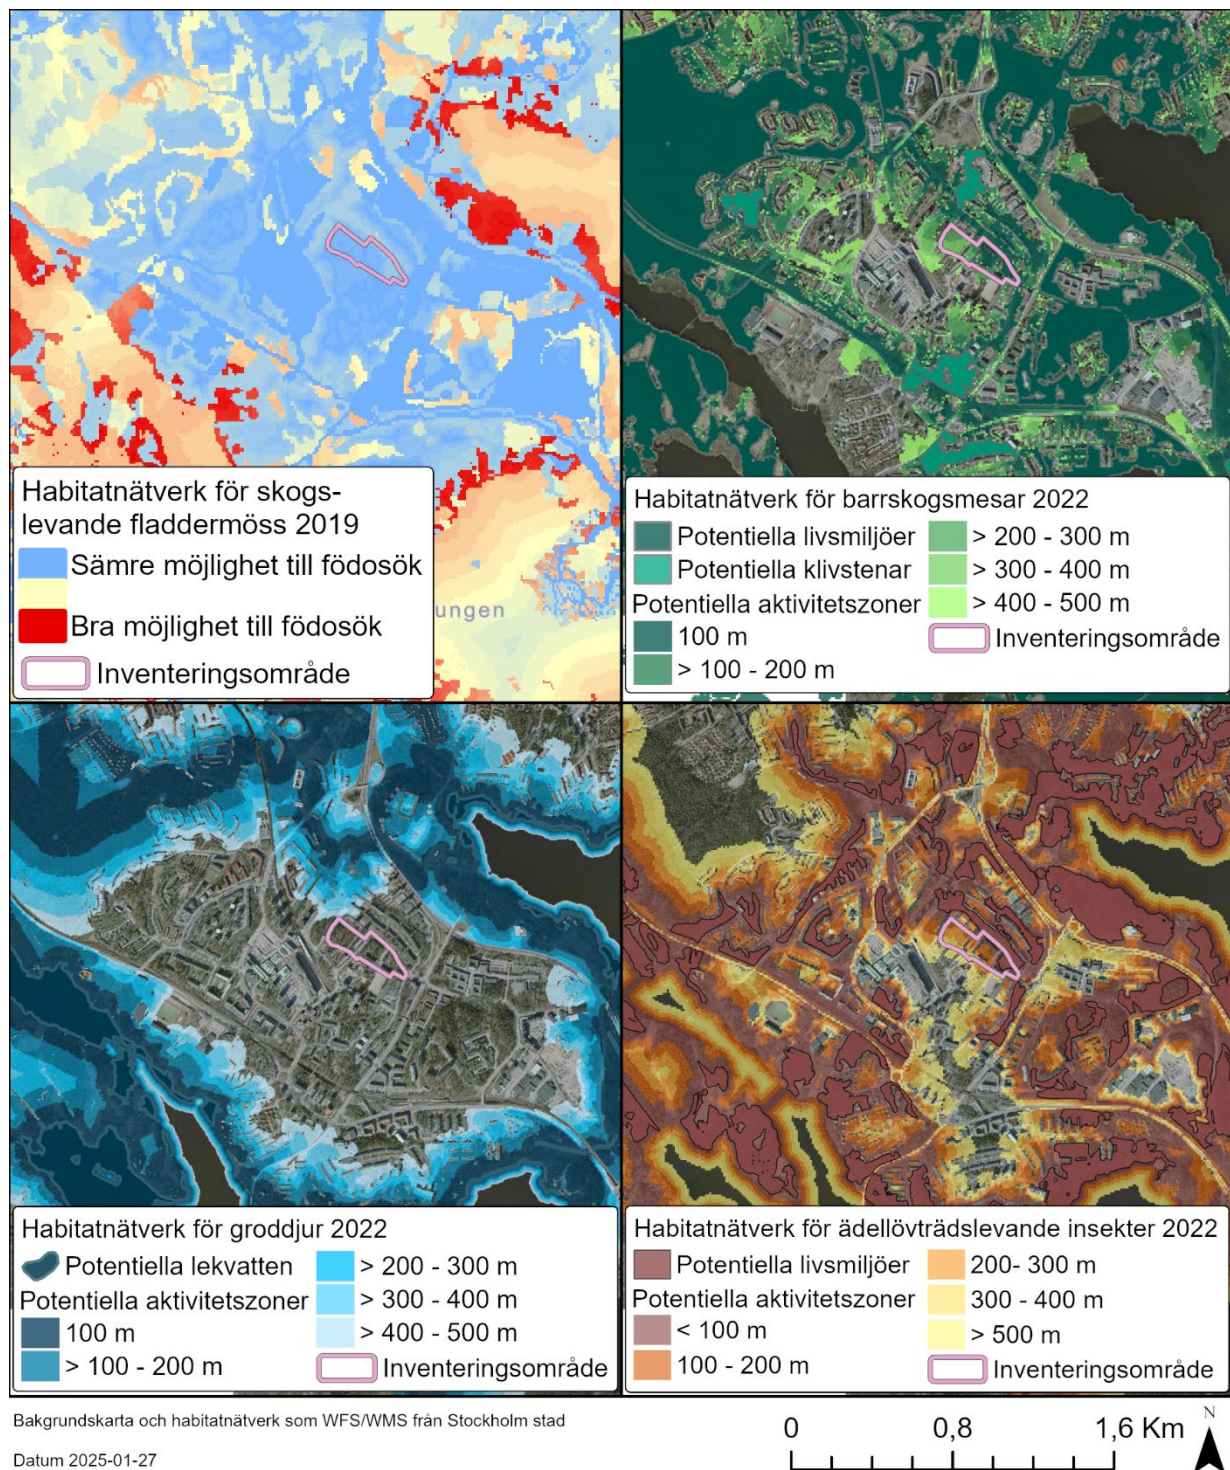 Habitatnätverk för skogs-
levande fladdermöss 2019
Sämre möjlighet till födosök
Bra möjlighet till födosök
Inventeringsområde
ungen
Habitatnätverk för barrskogsmesar 2022
Potentiella livsmiljöer
Potentiella klivstenar
Potentiella aktivitetszoner
100 m
> 100 - 200 m
> 200 - 300 m
> 300 - 400 m
> 400 - 500 m
Inventeringsområde
Habitatnätverk för groddjur 2022
Potentiella lekvatten
Potentiella aktivitetszoner
100 m
> 100 - 200 m
> 200 - 300 m
> 300 - 400 m
> 400 - 500 m
Inventeringsområde
Habitatnätverk för ädellövträdslevande insekter 2022
Potentiella livsmiljöer
Potentiella aktivitetszoner
< 100 m
100 - 200 m
200- 300 m
300 - 400 m
> 500 m
Inventeringsområde
Bakgrundskarta och habitatnätverk som WFS/WMS från Stockholm stad
Datum 2025-01-27
0 0,8 1,6 Km
N